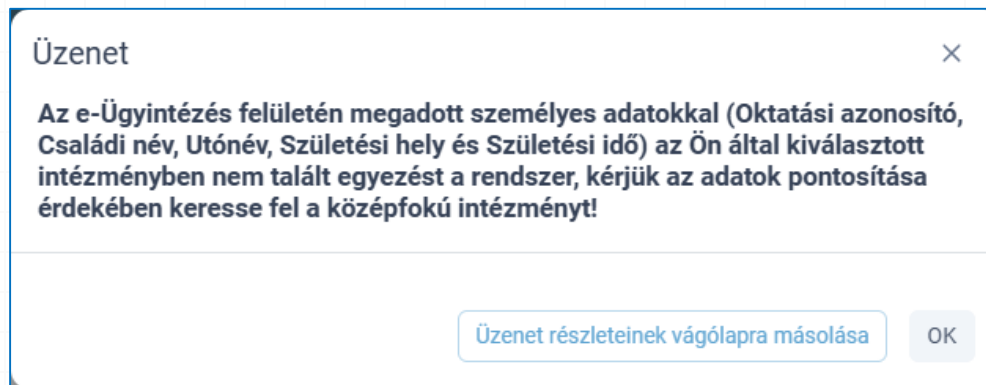 Üzenet
Az e-Ügyintézés felületén megadott személyes adatokkal (Oktatási azonosító,
Családi név, Utónév, Születési hely és Születési idő) az Ön által kiválasztott
intézményben nem talált egyezést a rendszer, kérjük az adatok pontosítása
érdekében keresse fel a középfokú intézményt!
Üzenet részleteinek vágólapra másolása
OK